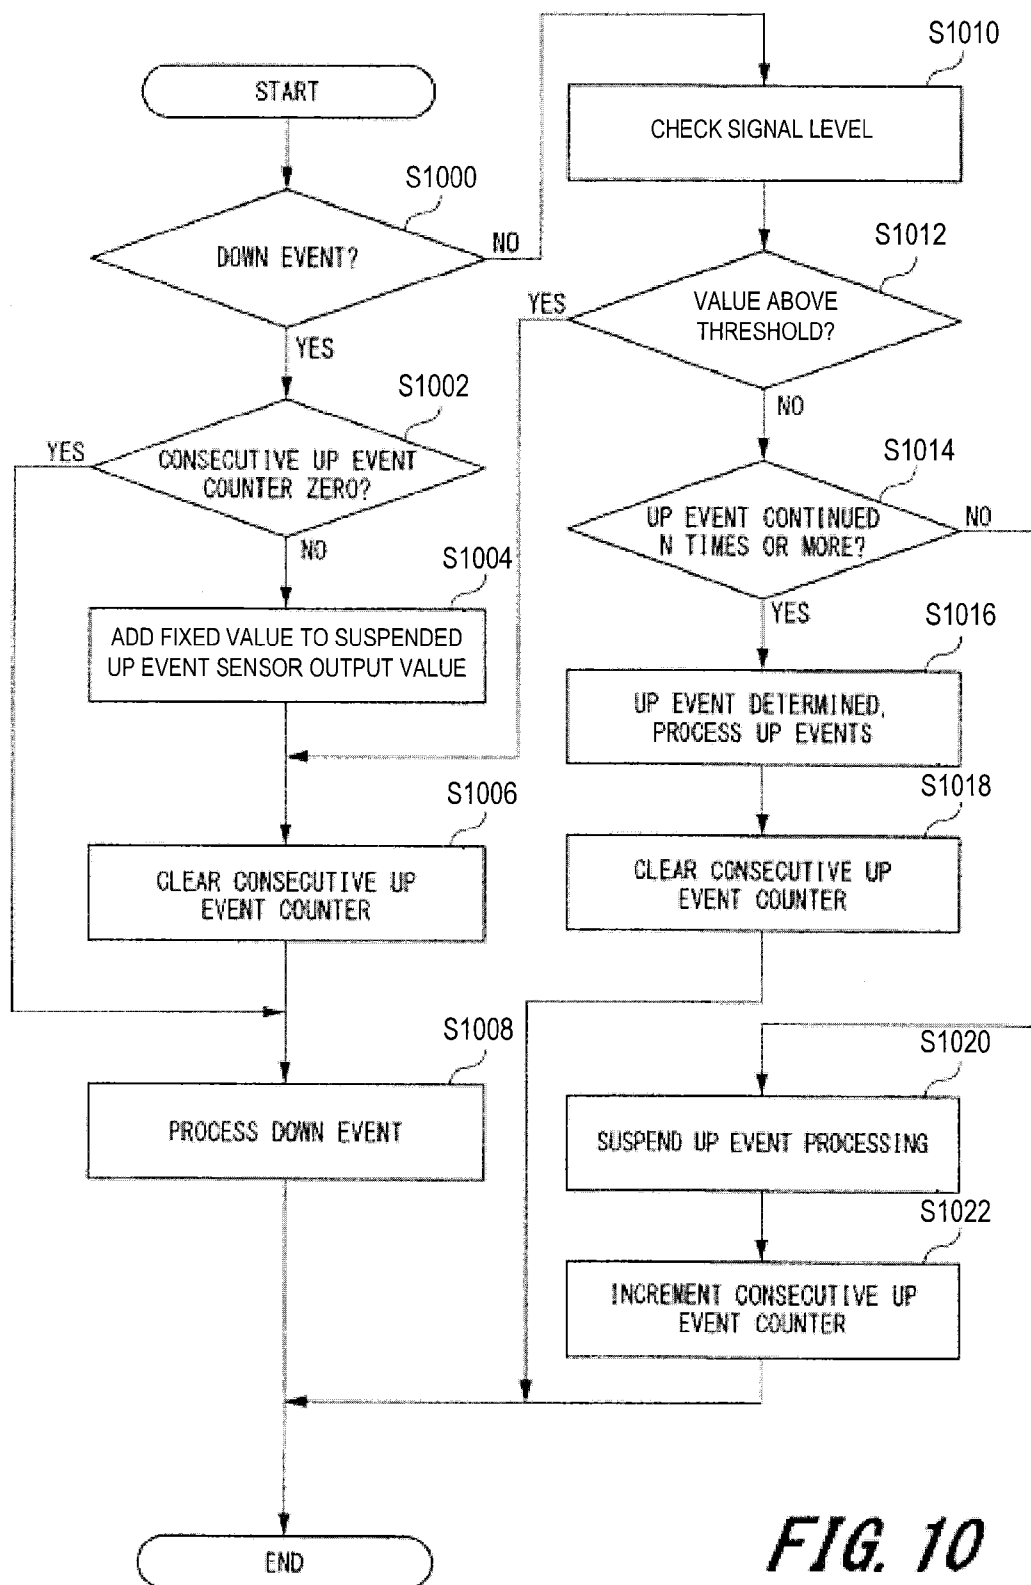 START
S1000
DOWN EVENT?
NO
YES
S1002
YES
CONSECUTIVE UP EVENT
COUNTER ZERO?
NO
S1004
ADD FIXED VALUE TO SUSPENDED
UP EVENT SENSOR OUTPUT VALUE
S1006
CLEAR CONSECUTIVE UP
EVENT COUNTER
S1008
PROCESS DOWN EVENT
END
S1010
CHECK SIGNAL LEVEL
S1012
YES
VALUE ABOVE
THRESHOLD?
NO
S1014
UP EVENT CONTINUED
N TIMES OR MORE?
NO
YES
S1016
UP EVENT DETERMINED,
PROCESS UP EVENTS
S1018
CLEAR CONSECUTIVE UP
EVENT COUNTER
S1020
SUSPEND UP EVENT PROCESSING
S1022
INCREMENT CONSECUTIVE UP
EVENT COUNTER
FIG. 10